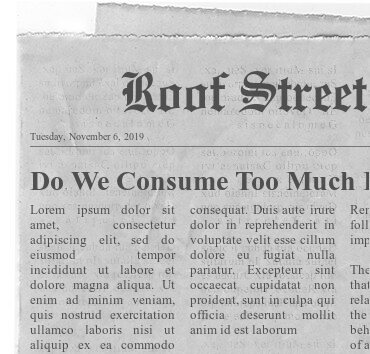 Roof Street
Tuesday, November 6, 2019
Do We Consume Too Much
Lorem ipsum dolor sit
amet, consectetur
adipiscing elit, sed do
eiusmod tempor
incididunt ut labore et
dolore magna aliqua. Ut
enim ad minim veniam,
quis nostrud exercitation
ullamco laboris nisi ut
aliquip ex ea commodo
consequat. Duis aute irure
dolor in reprehenderit in
voluptate velit esse cillum
dolore eu fugiat nulla
pariatur. Excepteur sint
occaecat cupidatat non
proident, sunt in culpa qui
officia deserunt mollit
anim id est laborum
Rem
foll
imp
The
that
rela
the
beh
of a